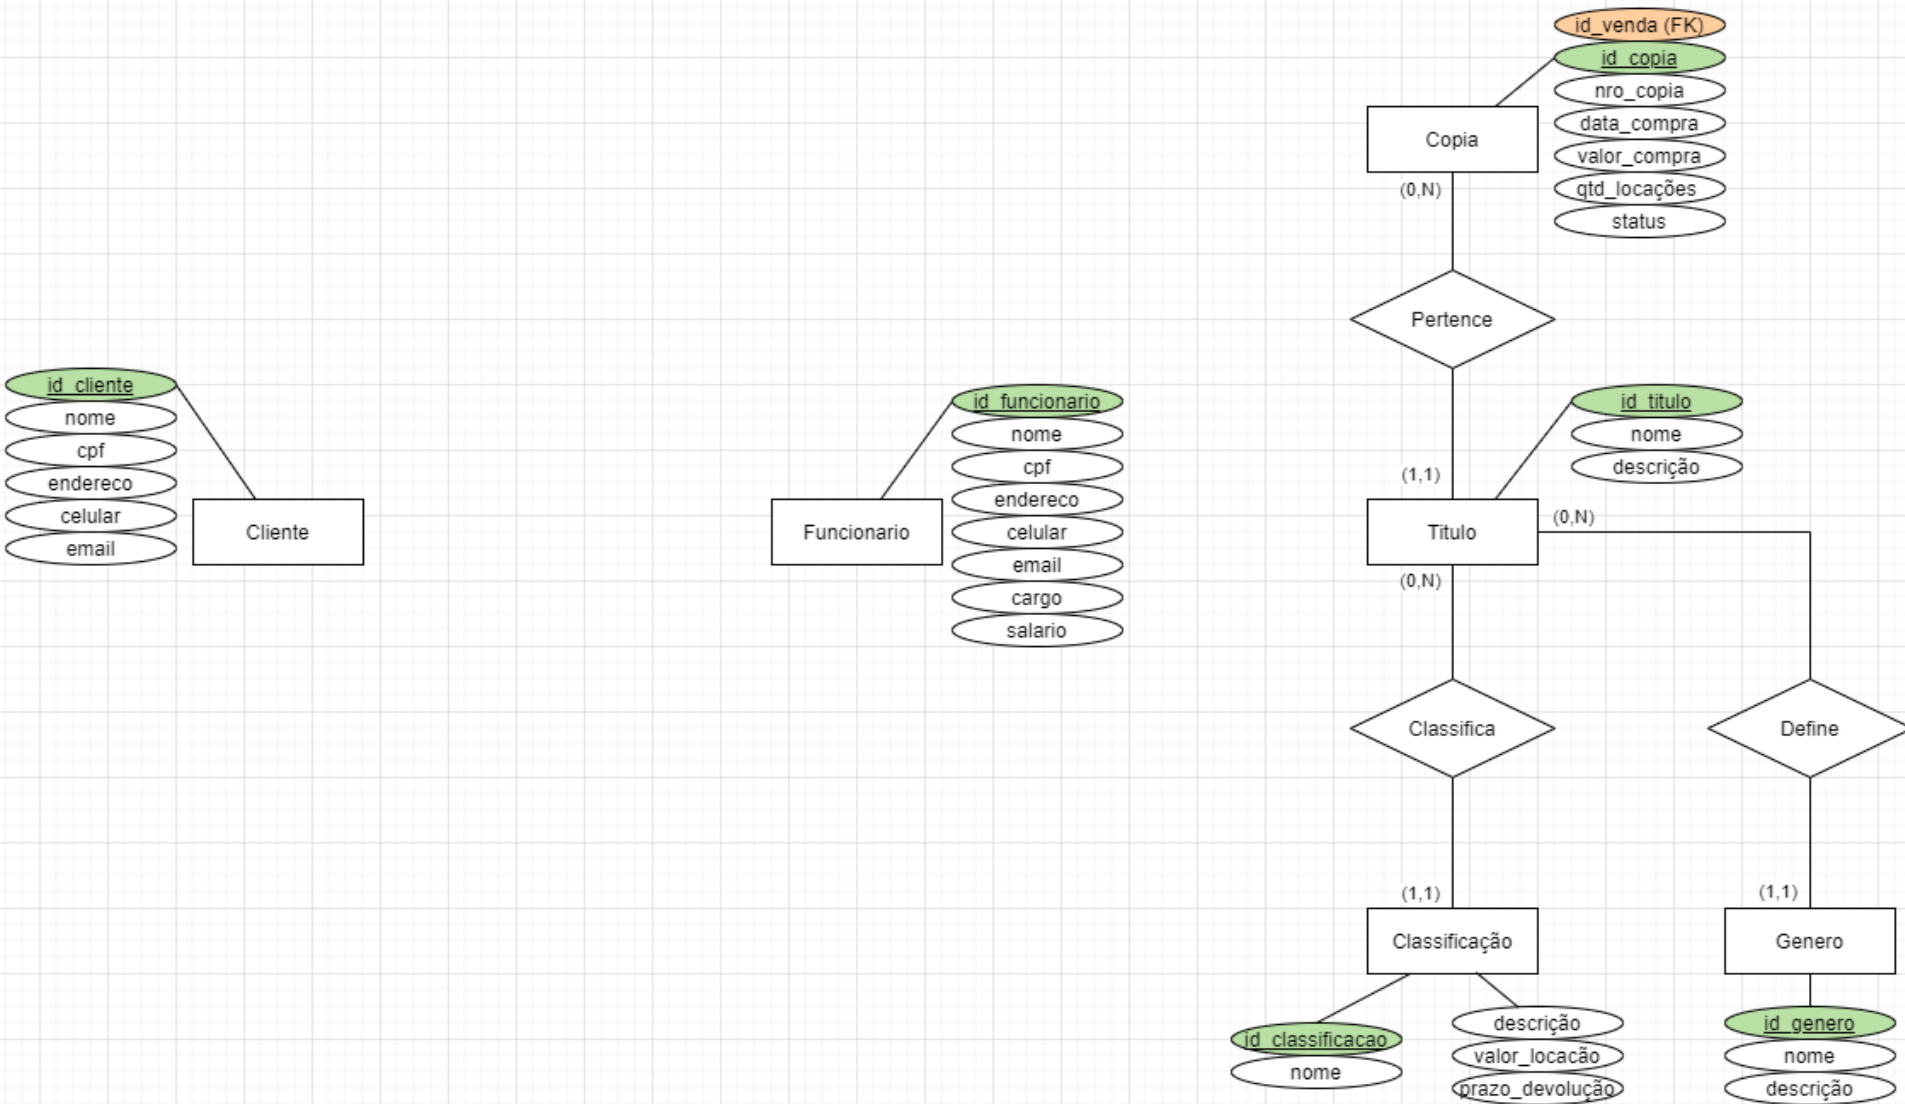 id_venda (FK)
id_copia
nro_copia
data_compra
valor_compra
qtd_locações
status
Copia
(0,N)
Pertence
(1,1)
id_cliente
nome
cpf
endereco
celular
email
Cliente
id_funcionario
nome
cpf
endereco
celular
email
cargo
salario
Funcionario
id_titulo
nome
descrição
Titulo
(0,N)
(0,N)
Classifica
Define
(1,1)
(1,1)
Classificação
Genero
id_classificacao
nome
descrição
valor_locacão
prazo_devolução
id_genero
nome
descrição